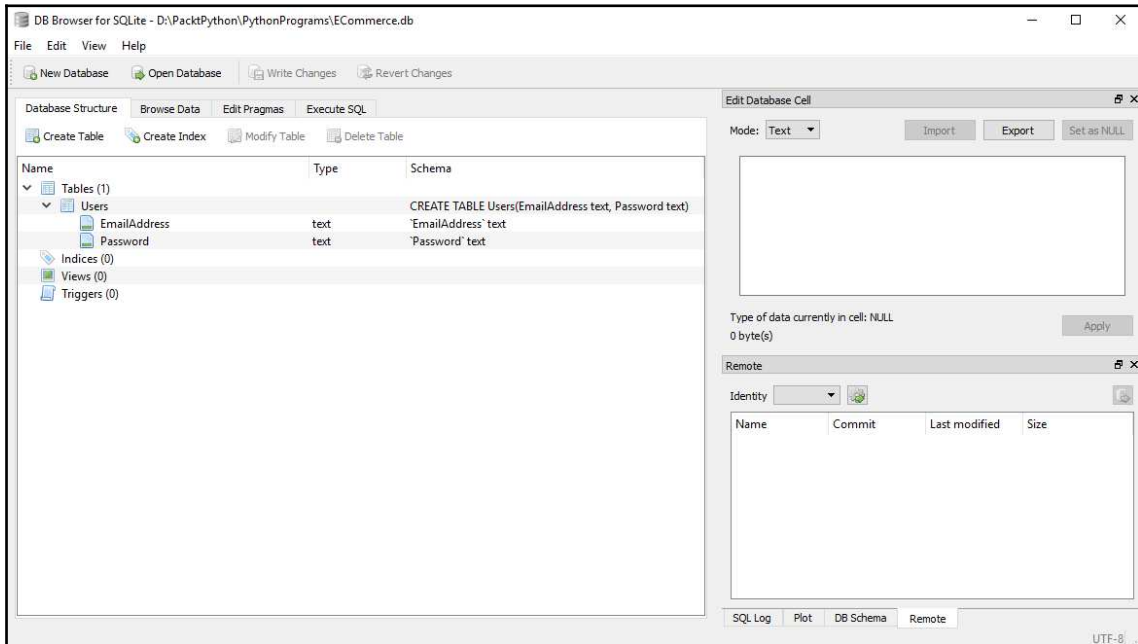 DB Browser for SQLite - D:\PacktPython\PythonPrograms\ECommerce.db
File Edit View Help
New Database Open Database Write Changes Revert Changes
Database Structure Browse Data Edit Pragmas Execute SQL
Create Table Create Index Modify Table Delete Table
Name Type Schema
Tables (1)
Users CREATE TABLE Users(EmailAddress text, Password text)
EmailAddress text `EmailAddress` text
Password text `Password` text
Indices (0)
Views (0)
Triggers (0)
Edit Database Cell
Mode: Text Import Export Set as NULL
Type of data currently in cell: NULL
0 byte(s)
Apply
Remote
Identity
Name Commit Last modified Size
SQL Log Plot DB Schema Remote
UTF-8